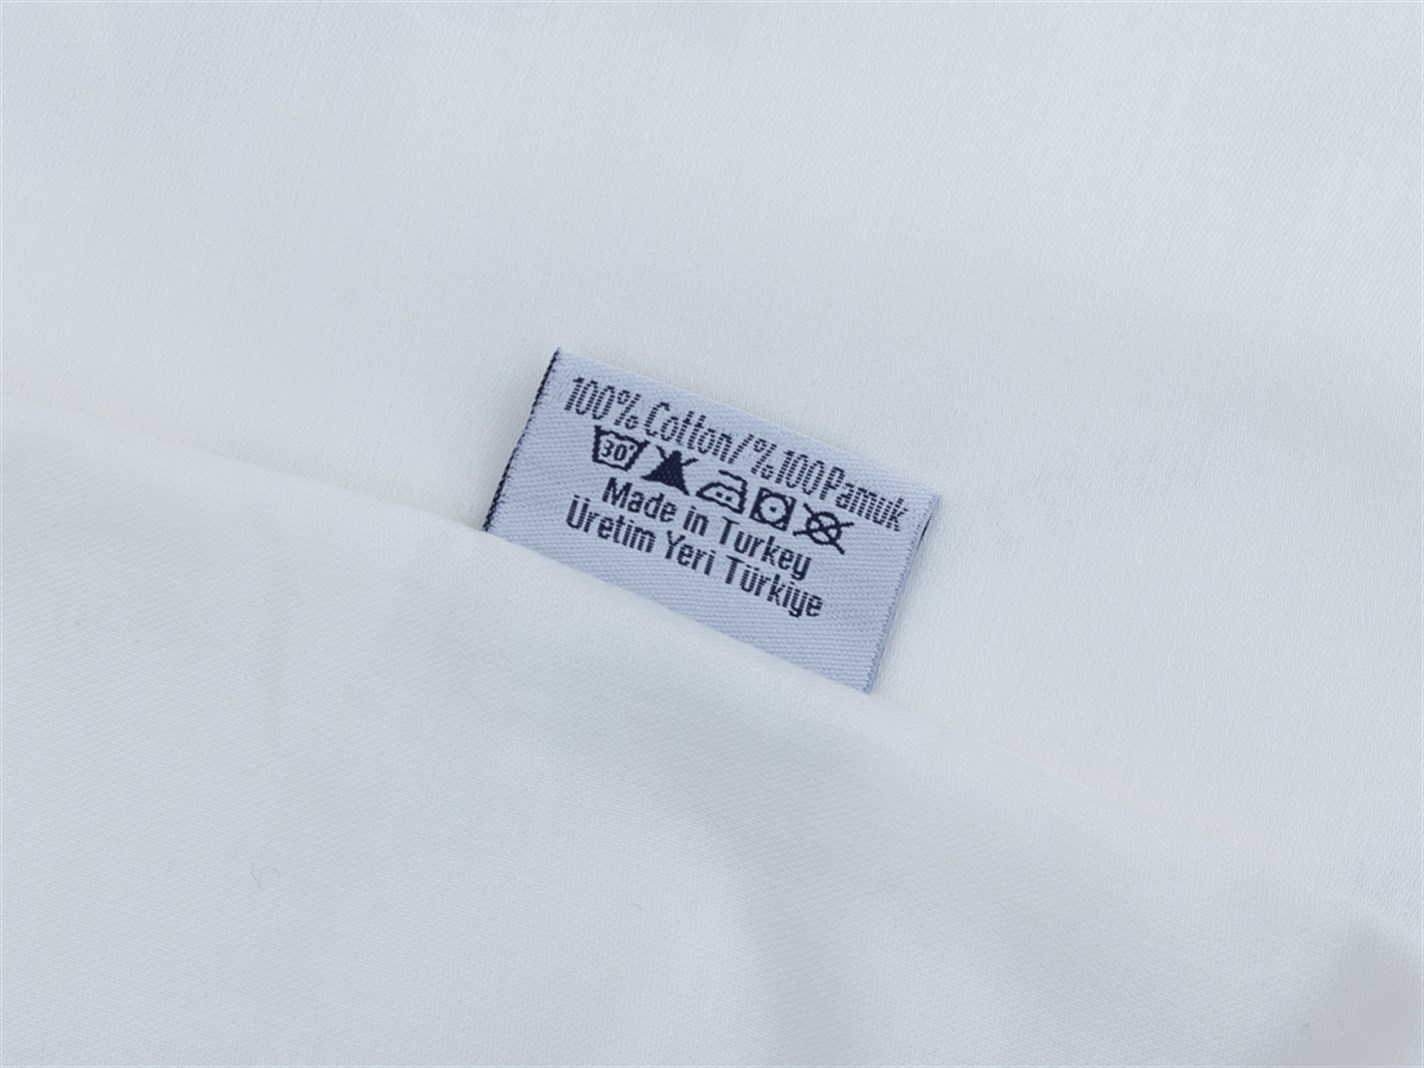 100% Cotton/%100Pamuk
30°
Made in Turkey
Üretim Yeri Türkiye